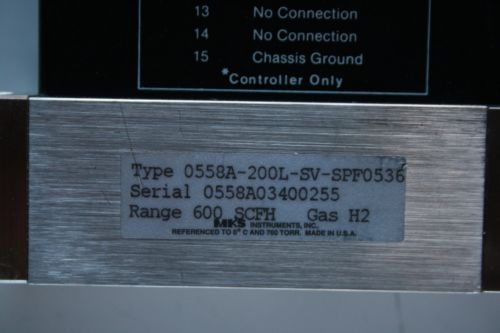 13 No Connection
14 No Connection
15 Chassis Ground
*Controller Only
Type 0558A-200L-SV-SPF0536
Serial 0558A03400255
Range 600 SCFH Gas H2
MKS INSTRUMENTS, INC.
REFERENCED TO 0° C AND 760 TORR. MADE IN U.S.A.